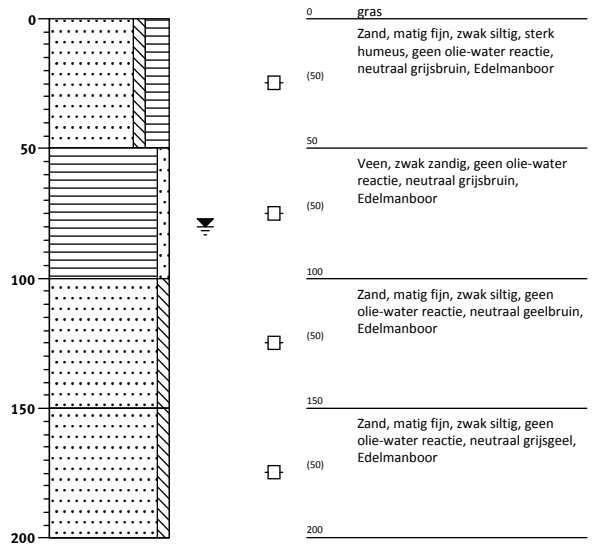 0
0
gras
Zand, matig fijn, zwak siltig, sterk
humeus, geen olie-water reactie,
neutraal grijsbruin, Edelmanboor
(50)
50
50
Veen, zwak zandig, geen olie-water
reactie, neutraal grijsbruin,
Edelmanboor
(50)
100
100
Zand, matig fijn, zwak siltig, geen
olie-water reactie, neutraal geelbruin,
Edelmanboor
(50)
150
150
Zand, matig fijn, zwak siltig, geen
olie-water reactie, neutraal grijsgeel,
Edelmanboor
(50)
200
200